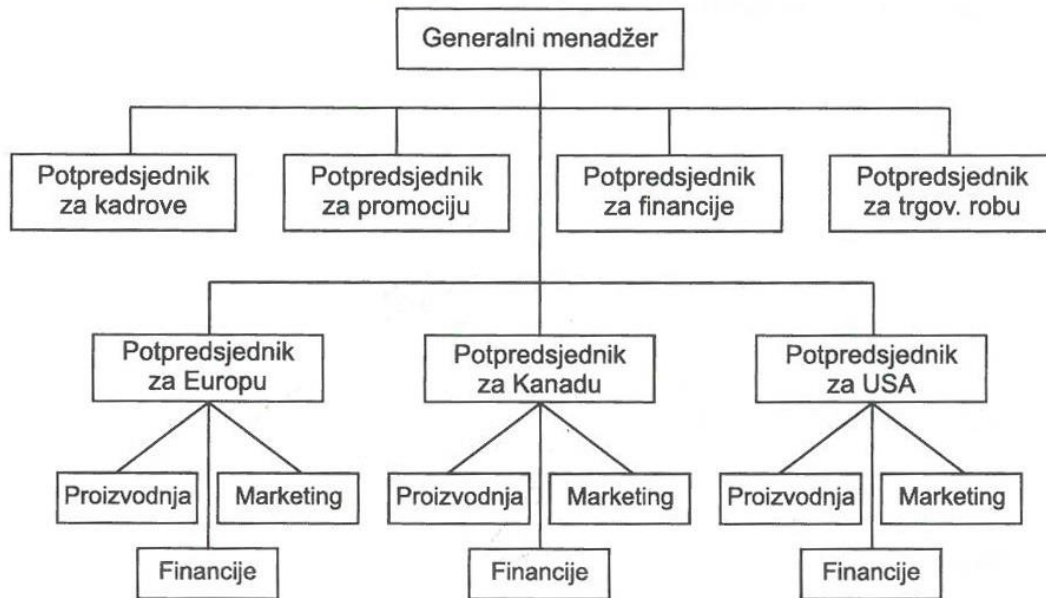 Generalni menadžer
Potpredsjednik
za kadrove
Potpredsjednik
za promociju
Potpredsjednik
za financije
Potpredsjednik
za trgov. robu
Potpredsjednik
za Europu
Potpredsjednik
za Kanadu
Potpredsjednik
za USA
Proizvodnja
Marketing
Financije
Proizvodnja
Marketing
Financije
Proizvodnja
Marketing
Financije